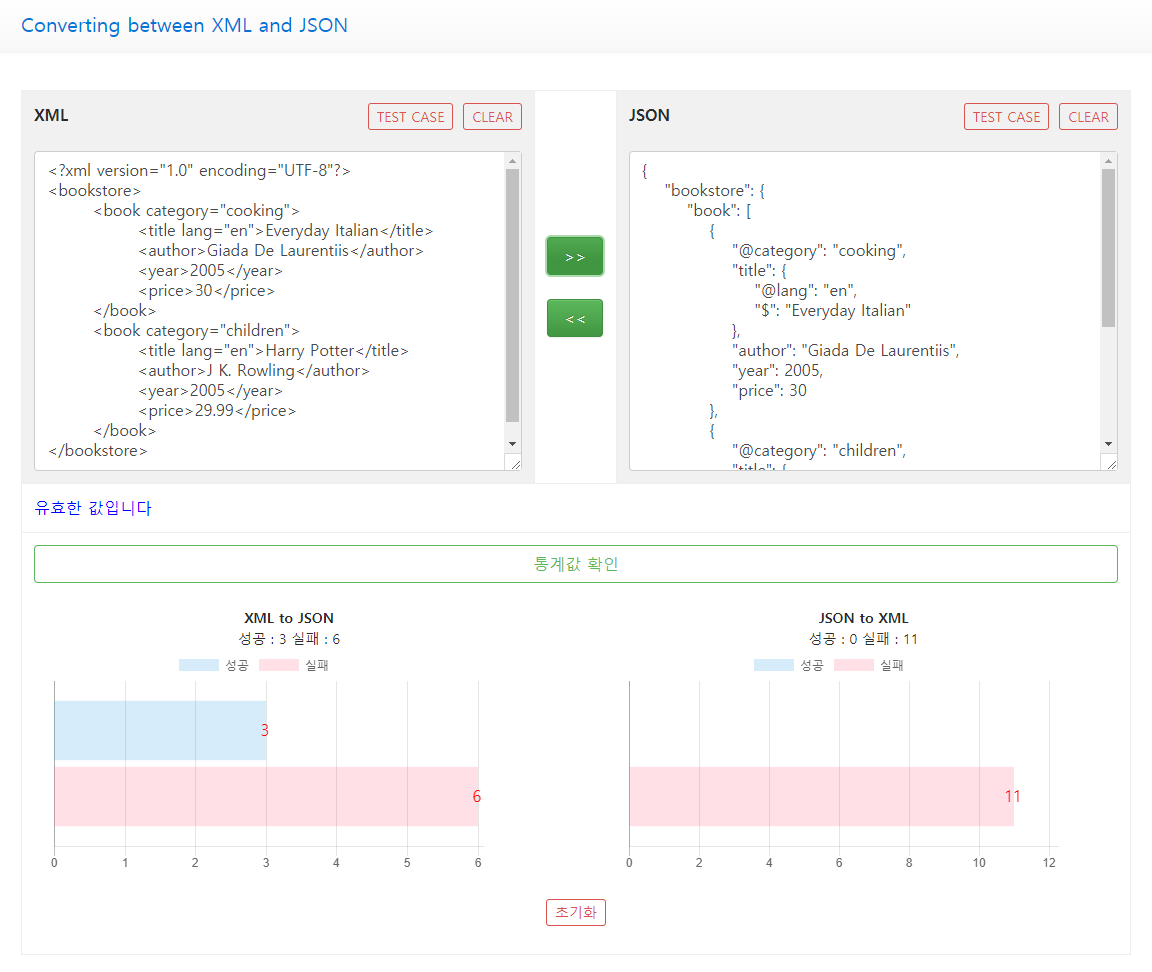 Converting between XML and JSON
XML
TEST CASE
CLEAR
<?xml version="1.0" encoding="UTF-8"?>
<bookstore>
<book category="cooking">
<title lang="en">Everyday Italian</title>
<author>Giada De Laurentiis</author>
<year>2005</year>
<price>30</price>
</book>
<book category="children">
<title lang="en">Harry Potter</title>
<author>J K. Rowling</author>
<year>2005</year>
<price>29.99</price>
</book>
</bookstore>
>>
<<
JSON
TEST CASE
CLEAR
{
"bookstore": {
"book": [
{
"@category": "cooking",
"title": {
"@lang": "en",
"$": "Everyday Italian"
},
"author": "Giada De Laurentiis",
"year": 2005,
"price": 30
},
{
"@category": "children",
"title": {
유효한 값입니다
통계값 확인
XML to JSON
성공 : 3 실패 : 6
성공 실패
3
6
0 1 2 3 4 5 6
JSON to XML
성공 : 0 실패 : 11
성공 실패
11
0 2 4 6 8 10 12
초기화